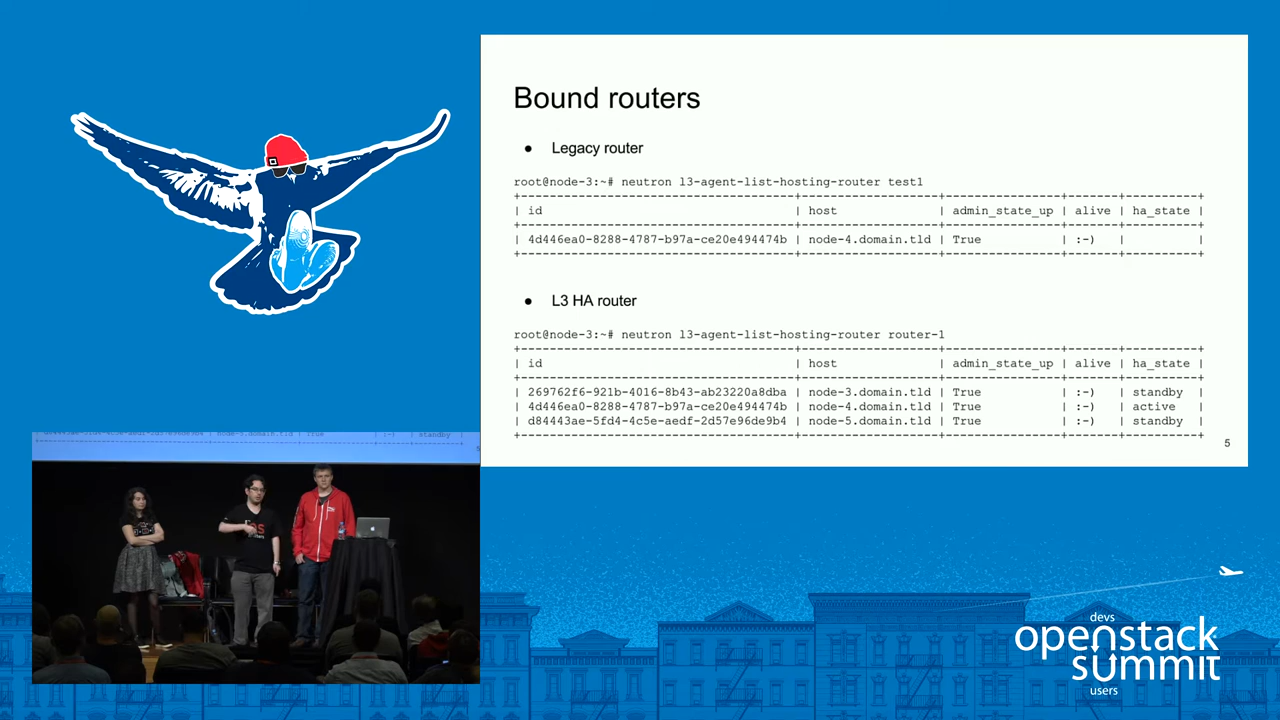 Bound routers
● Legacy router
root@node-3:~# neutron l3-agent-list-hosting-router test1
| id | host | admin_state_up | alive | ha_state |
| 4d446ea0-8288-4787-b97a-ce20e494474b | node-4.domain.tld | True | :-) | |
● L3 HA router
root@node-3:~# neutron l3-agent-list-hosting-router router-1
| id | host | admin_state_up | alive | ha_state |
| 269762f6-921b-4016-8b43-ab23220a8dba | node-3.domain.tld | True | :-) | standby |
| 4d446ea0-8288-4787-b97a-ce20e494474b | node-4.domain.tld | True | :-) | active |
| d84443ae-5fd4-4c5e-aedf-2d57e96de9b4 | node-5.domain.tld | True | :-) | standby |
5
devs
openstack
summit
users